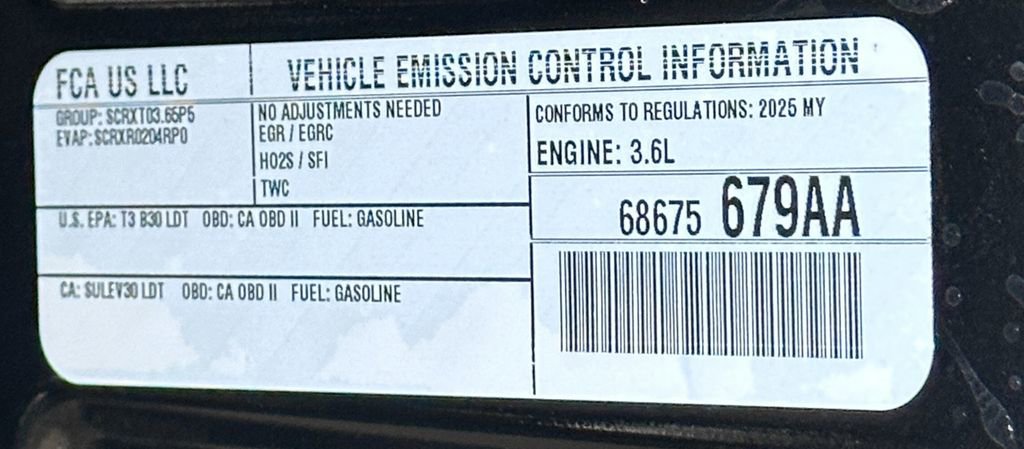 FCA US LLC
VEHICLE EMISSION CONTROL INFORMATION
GROUP: SCRXT03.65P5
EVAP: SCRXR0204RP0
NO ADJUSTMENTS NEEDED
EGR / EGRC
HO2S / SFI
TWC
CONFORMS TO REGULATIONS: 2025 MY
ENGINE: 3.6L
68675 679AA
U.S. EPA: T3 B30 LDT OBD: CA OBD II FUEL: GASOLINE
CA: SULEV30 LDT OBD: CA OBD II FUEL: GASOLINE